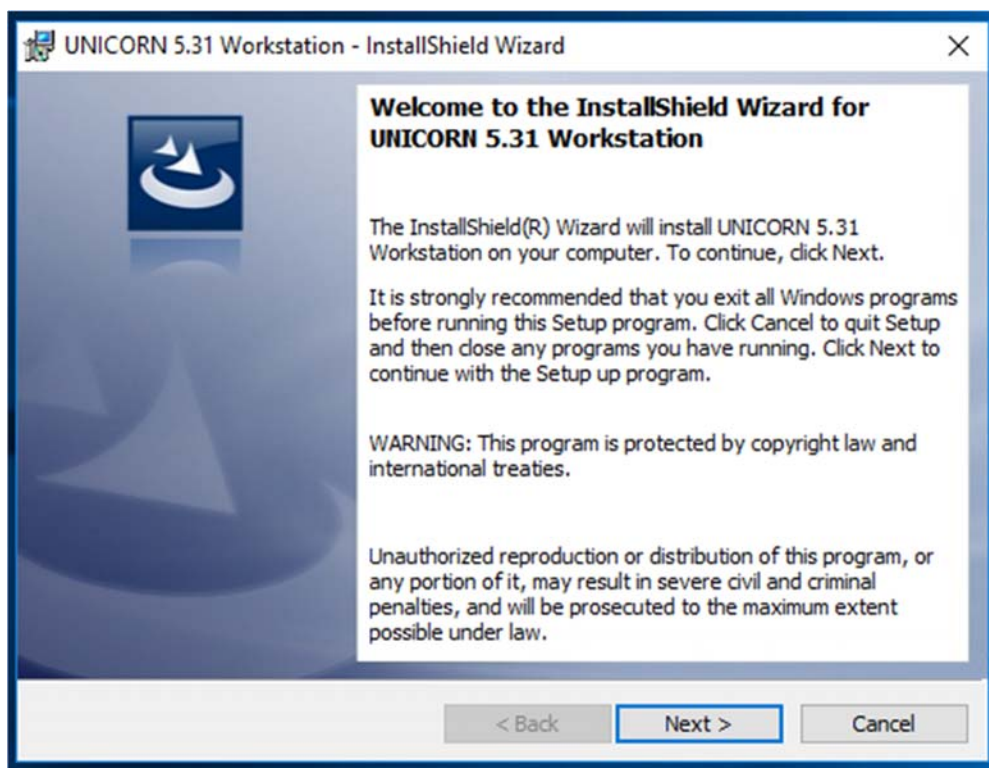 UNICORN 5.31 Workstation - InstallShield Wizard
Welcome to the InstallShield Wizard for
UNICORN 5.31 Workstation
The InstallShield(R) Wizard will install UNICORN 5.31
Workstation on your computer. To continue, click Next.
It is strongly recommended that you exit all Windows programs
before running this Setup program. Click Cancel to quit Setup
and then close any programs you have running. Click Next to
continue with the Setup up program.
WARNING: This program is protected by copyright law and
international treaties.
Unauthorized reproduction or distribution of this program, or
any portion of it, may result in severe civil and criminal
penalties, and will be prosecuted to the maximum extent
possible under law.
< Back Next > Cancel